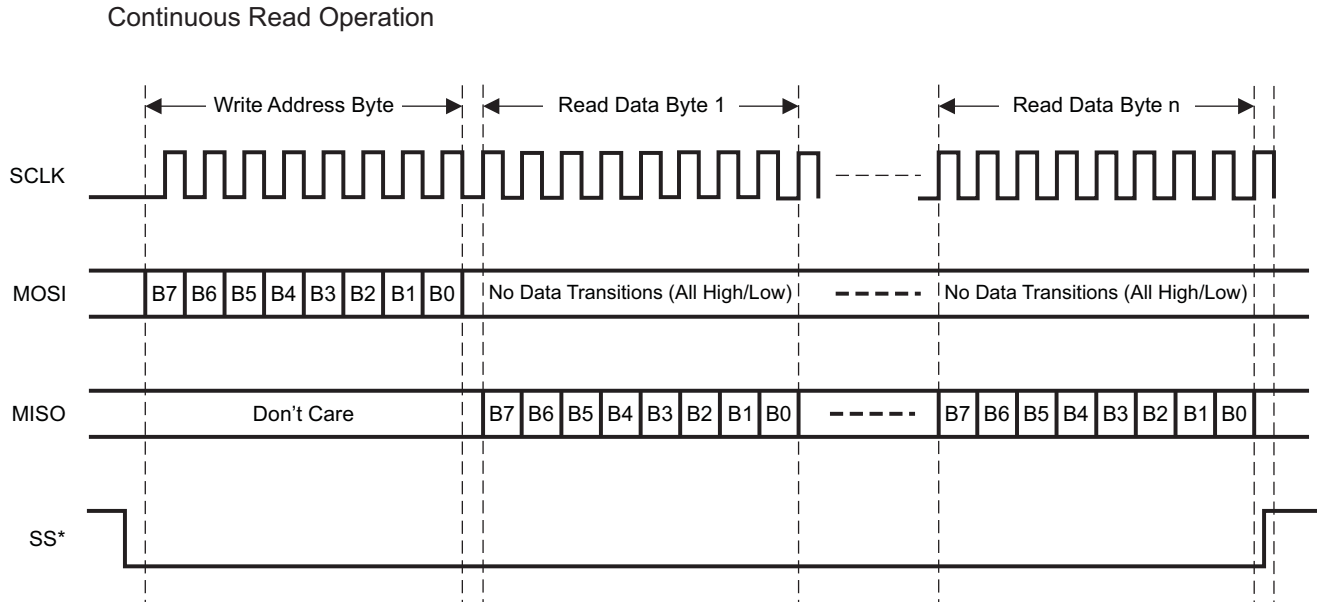 Continuous Read Operation
Write Address Byte Read Data Byte 1 Read Data Byte n
SCLK
MOSI B7 B6 B5 B4 B3 B2 B1 B0 No Data Transitions (All High/Low) No Data Transitions (All High/Low)
MISO Don't Care B7 B6 B5 B4 B3 B2 B1 B0 B7 B6 B5 B4 B3 B2 B1 B0
SS*